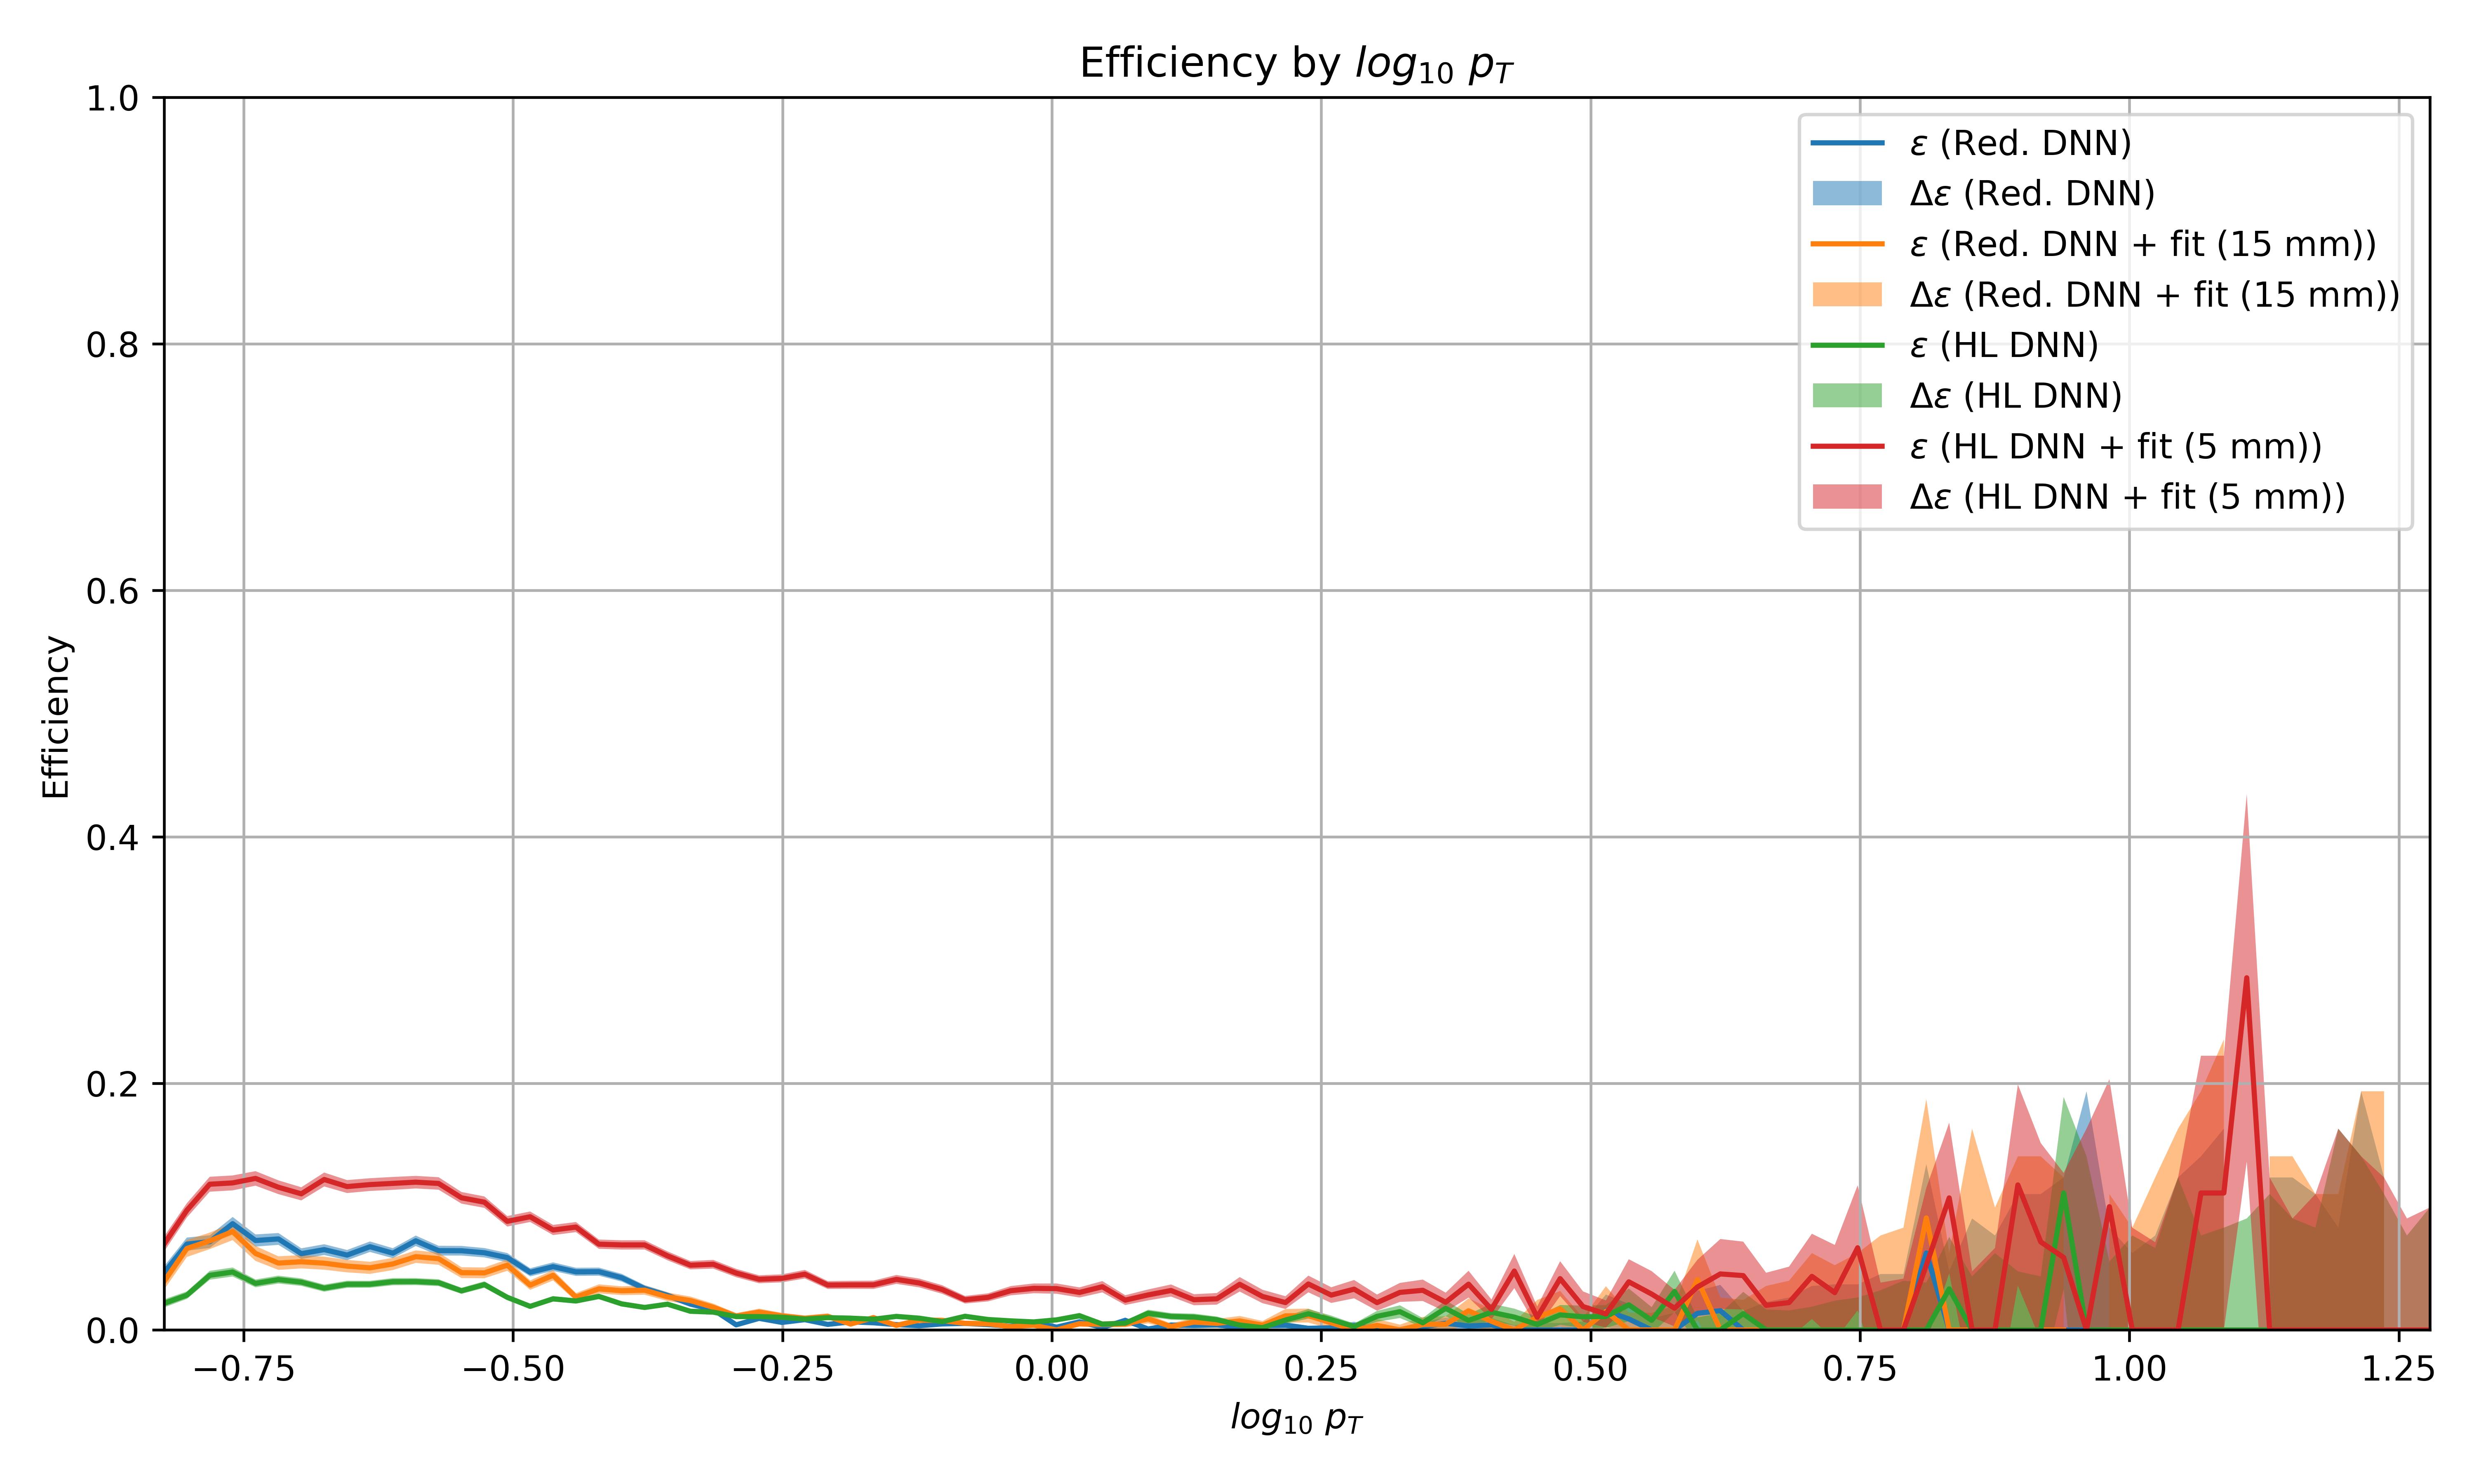 Efficiency by log₁₀ p_T
1.0
0.8
0.6
0.4
0.2
0.0
Efficiency
ε (Red. DNN)
Δε (Red. DNN)
ε (Red. DNN + fit (15 mm))
Δε (Red. DNN + fit (15 mm))
ε (HL DNN)
Δε (HL DNN)
ε (HL DNN + fit (5 mm))
Δε (HL DNN + fit (5 mm))
−0.75 −0.50 −0.25 0.00 0.25 0.50 0.75 1.00 1.25
log₁₀ p_T